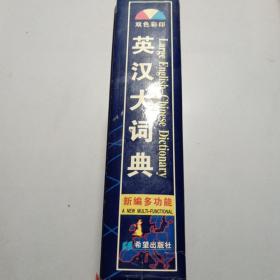 双色彩印
英汉大词典
Large English-Chinese Dictionary
新编多功能
A NEW MULTI-FUNCTIONAL
希望出版社